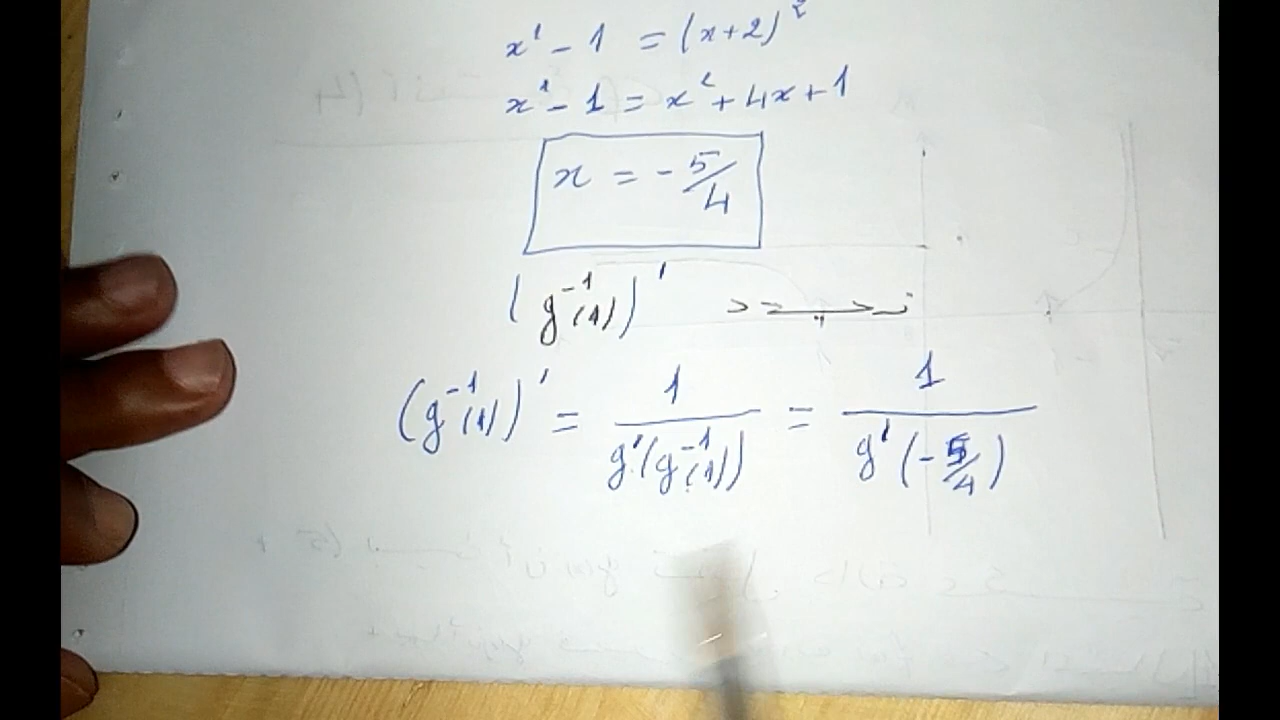 x² - 1 = (x+2)²
x² - 1 = x² + 4x + 1
x = -5/4
(g⁻¹(1))'
(g⁻¹(1))' = 1/g'(g⁻¹(1)) = 1/g'(-5/4)